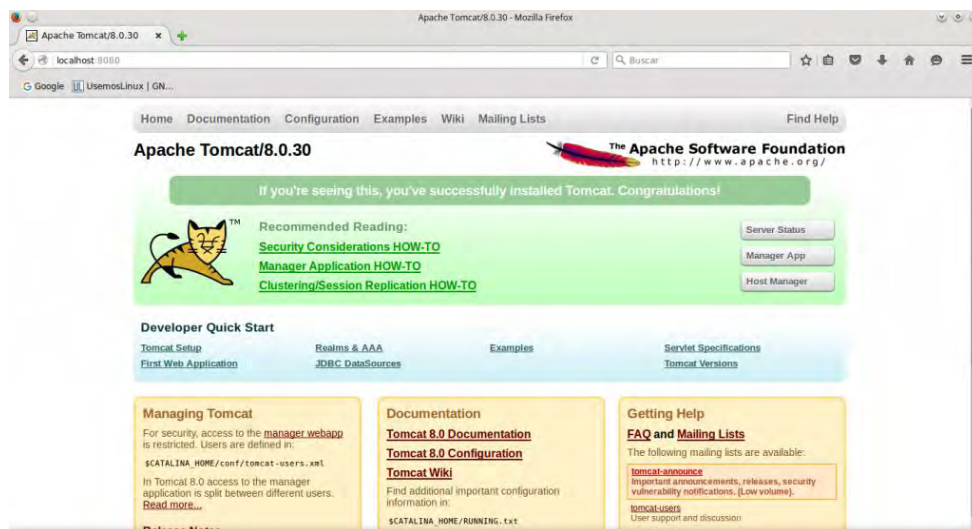 Apache Tomcat/8.0.30 - Mozilla Firefox
Apache Tomcat/8.0.30
localhost:8080
Buscar
Google
UsemosLinux | GN...
Home Documentation Configuration Examples Wiki Mailing Lists Find Help
Apache Tomcat/8.0.30
The Apache Software Foundation
http://www.apache.org/
If you're seeing this, you've successfully installed Tomcat. Congratulations!
TM
Recommended Reading:
Security Considerations HOW-TO
Manager Application HOW-TO
Clustering/Session Replication HOW-TO
Server Status
Manager App
Host Manager
Developer Quick Start
Tomcat Setup
First Web Application
Realms & AAA
JDBC DataSources
Examples
Servlet Specifications
Tomcat Versions
Managing Tomcat
For security, access to the manager webapp
is restricted. Users are defined in:
$CATALINA_HOME/conf/tomcat-users.xml
In Tomcat 8.0 access to the manager
application is split between different users.
Read more...
Release Notes
Documentation
Tomcat 8.0 Documentation
Tomcat 8.0 Configuration
Tomcat Wiki
Find additional important configuration
information in:
$CATALINA_HOME/RUNNING.txt
Getting Help
FAQ and Mailing Lists
The following mailing lists are available:
tomcat-announce
Important announcements, releases, security
vulnerability notifications. (Low volume).
tomcat-users
User support and discussion